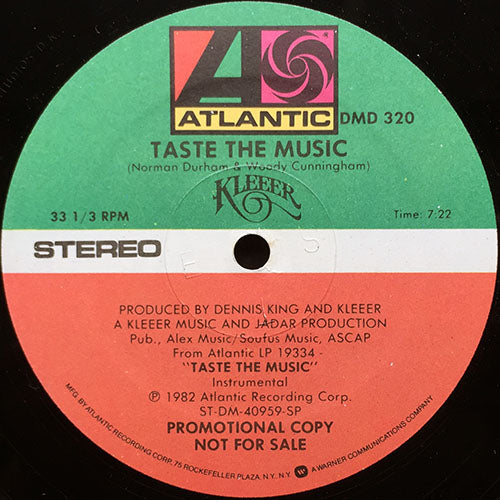 ATLANTIC
DMD 320
TASTE THE MUSIC
(Norman Durham & Woody Cunningham)
KLEEER
33 1/3 RPM
Time: 7:22
STEREO
PRODUCED BY DENNIS KING AND KLEEER
A KLEEER MUSIC AND JADAR PRODUCTION
Pub., Alex Music/Soufus Music, ASCAP
From Atlantic LP 19334 -
"TASTE THE MUSIC"
Instrumental
Ⓟ 1982 Atlantic Recording Corp.
ST-DM-40959-SP
PROMOTIONAL COPY
NOT FOR SALE
MFG. BY ATLANTIC RECORDING CORP., 75 ROCKEFELLER PLAZA, N.Y., N.Y. A WARNER COMMUNICATIONS COMPANY